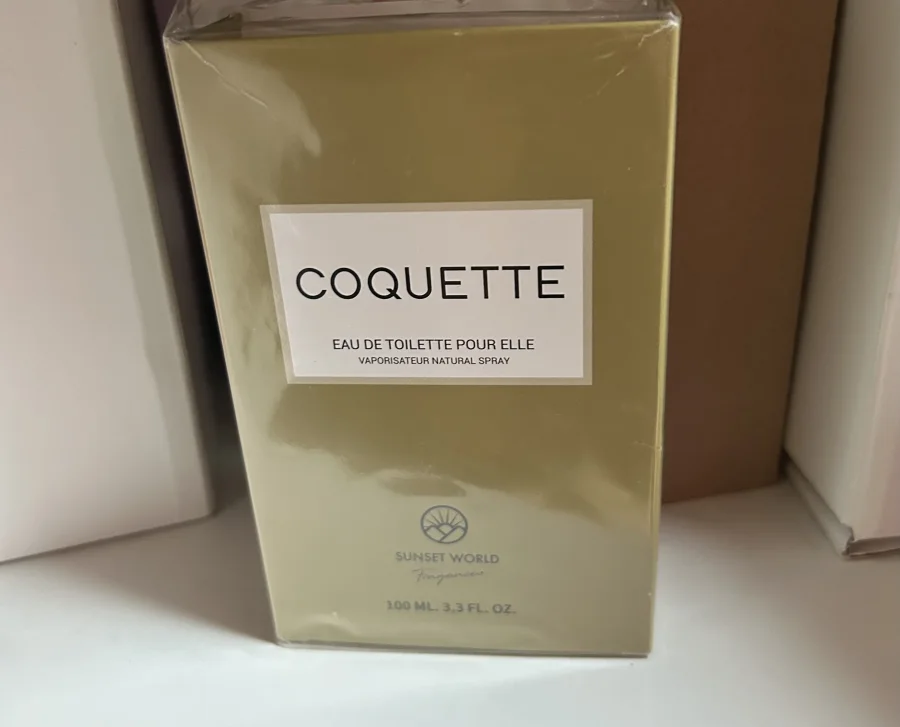 COQUETTE
EAU DE TOILETTE POUR ELLE
VAPORISATEUR NATURAL SPRAY
SUNSET WORLD
100 ML. 3.3 FL. OZ.